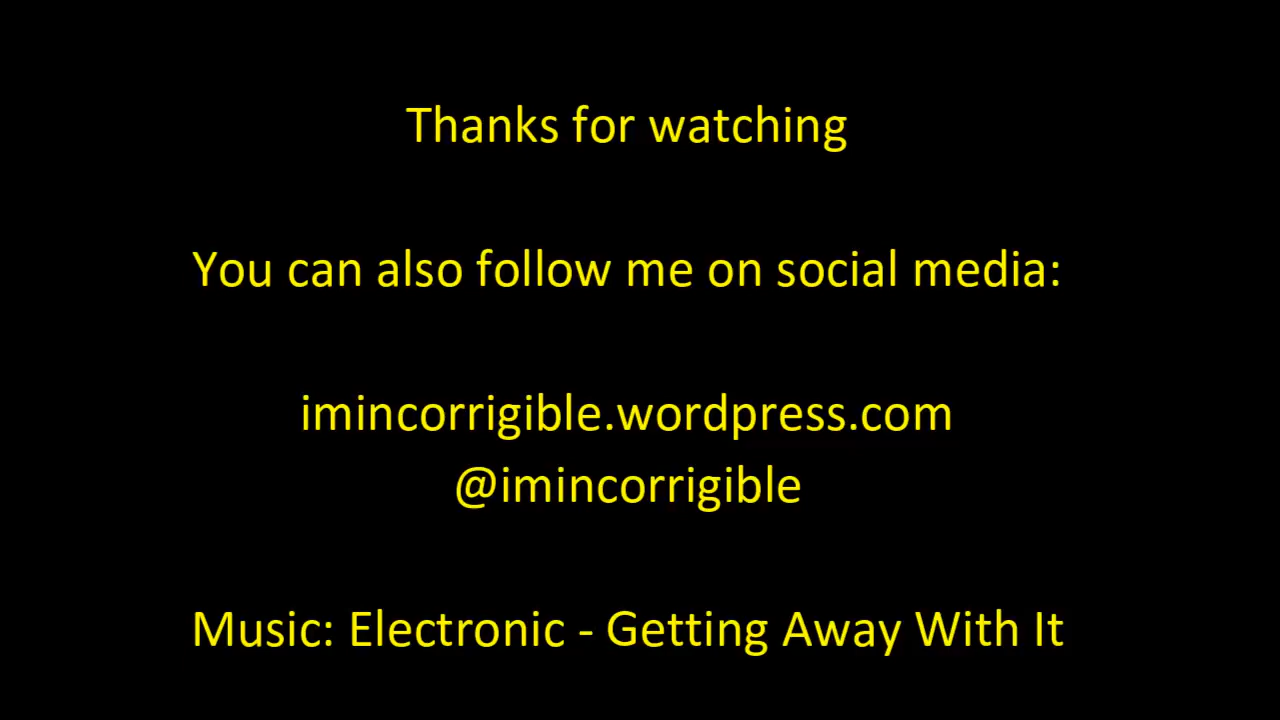 Thanks for watching
You can also follow me on social media:
imincorrigible.wordpress.com
@imincorrigible
Music: Electronic - Getting Away With It